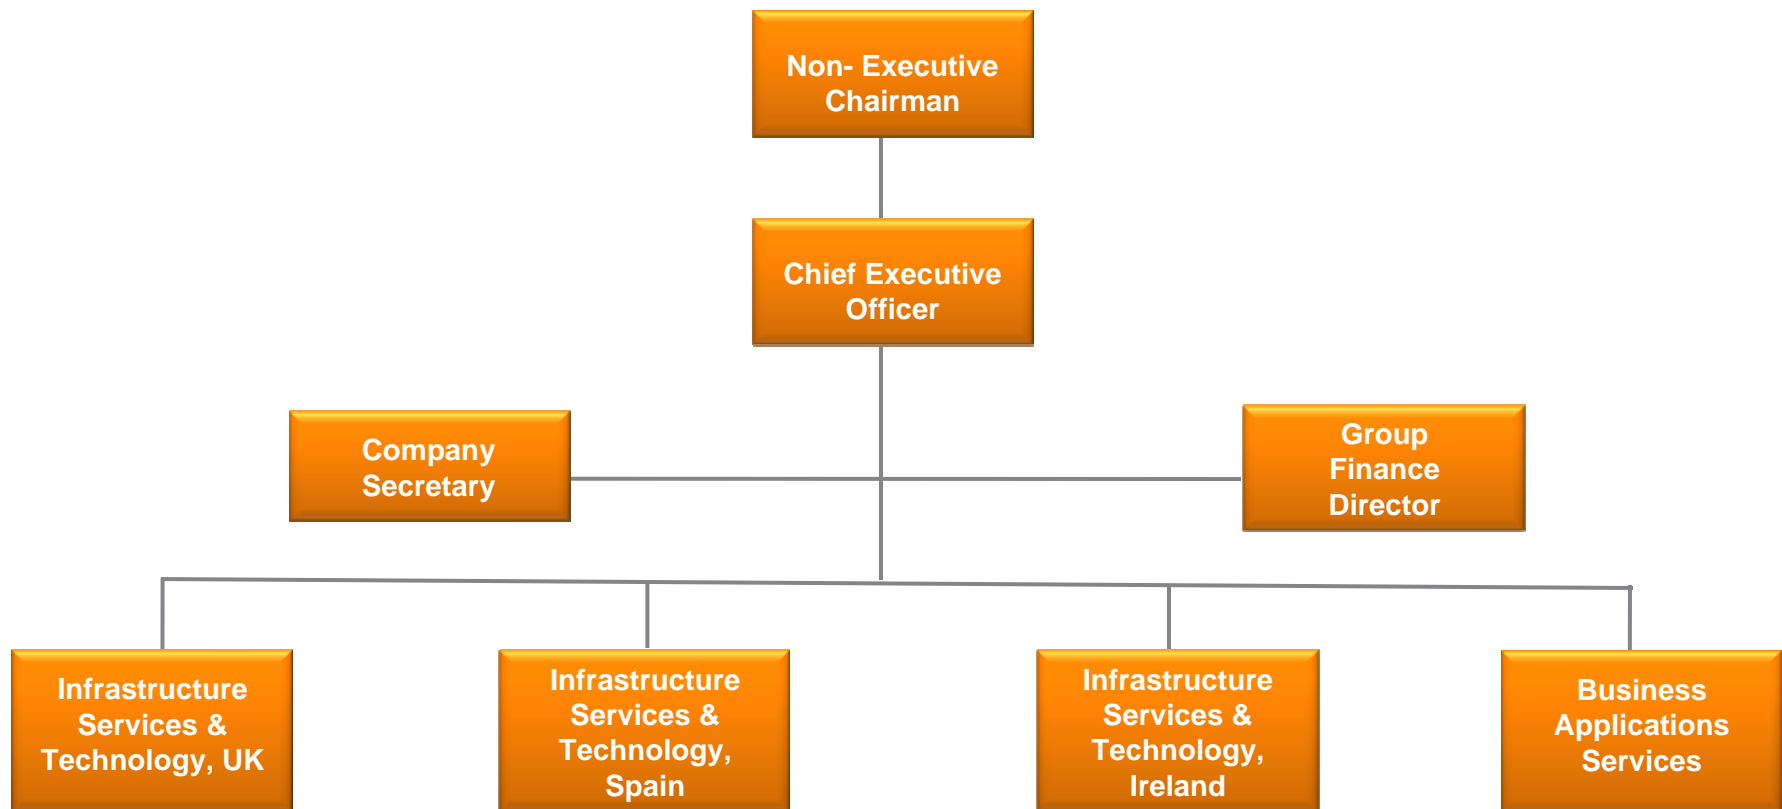 Non- Executive
Chairman
Chief Executive
Officer
Company
Secretary
Group
Finance
Director
Infrastructure
Services &
Technology, UK
Infrastructure
Services &
Technology,
Spain
Infrastructure
Services &
Technology,
Ireland
Business
Applications
Services